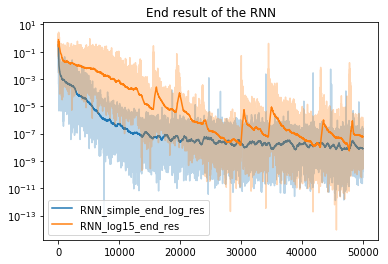 End result of the RNN
10¹
10⁻¹
10⁻³
10⁻⁵
10⁻⁷
10⁻⁹
10⁻¹¹
10⁻¹³
RNN_simple_end_log_res
RNN_log15_end_res
0 10000 20000 30000 40000 50000